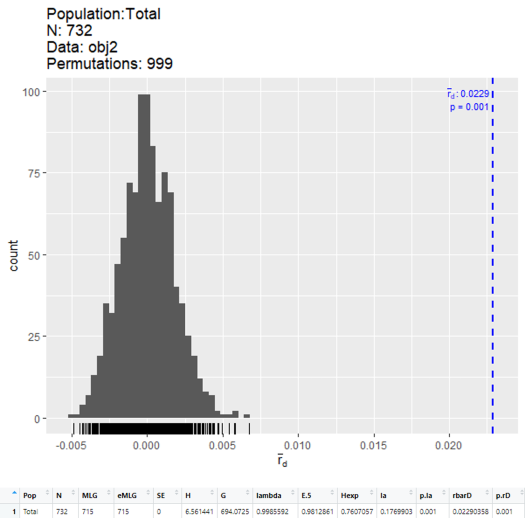 Population:Total
N: 732
Data: obj2
Permutations: 999
100
75
50
25
0
count
r̄d: 0.0229
p = 0.001
-0.005 0.000 0.005 0.010 0.015 0.020
r̄d
Pop N MLG eMLG SE H G lambda E.5 Hexp Ia p.Ia rbarD p.rD
1 Total 732 715 715 0 6.561441 694.0725 0.9985592 0.9812861 0.7607057 0.1769903 0.001 0.02290358 0.001